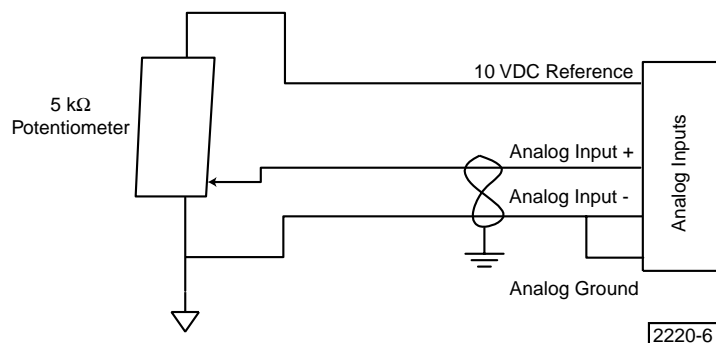 10 VDC Reference
5 kΩ
Potentiometer
Analog Input +
Analog Input -
Analog Ground
Analog Inputs
2220-6